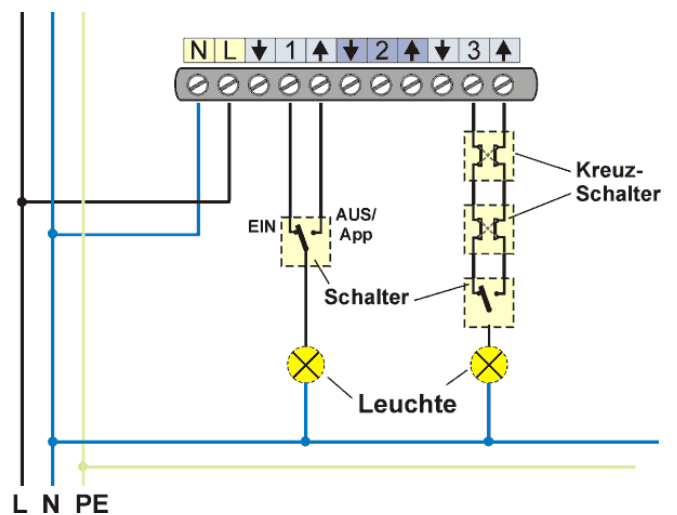 N L ↓ 1 ↑ ↓ 2 ↑ ↓ 3 ↑
Kreuz-
Schalter
EIN
AUS/
App
Schalter
Leuchte
L N PE